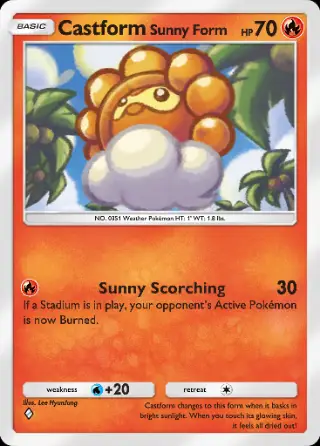 BASIC
Castform Sunny Form HP 70
NO. 0351 Weather Pokémon HT: 1' WT: 1.8 lbs.
Sunny Scorching 30
If a Stadium is in play, your opponent's Active Pokémon
is now Burned.
weakness +20 retreat
Illus. Lee HyunJung
Castform changes to this form when it basks in
bright sunlight. When you touch its glowing skin,
it feels all dried out!